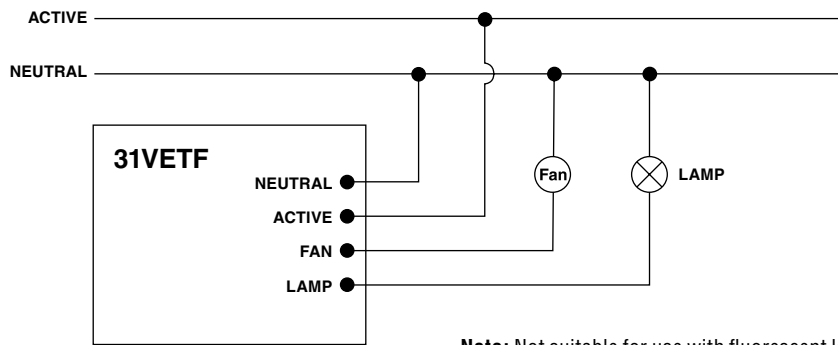 ACTIVE
NEUTRAL
31VETF
NEUTRAL
ACTIVE
FAN
LAMP
Fan
LAMP
Note: Not suitable for use with fluorescent